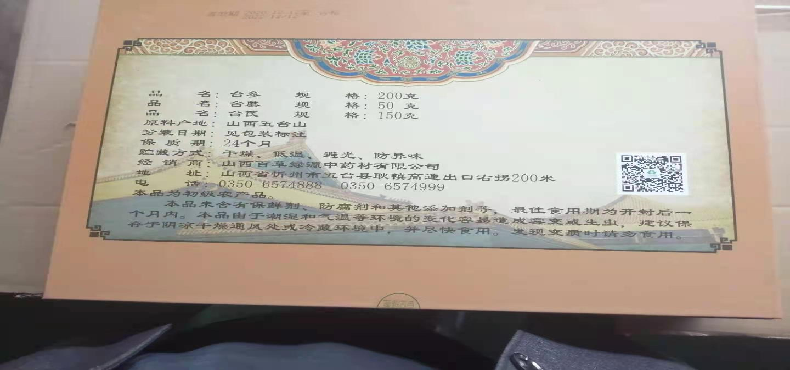 品 名：台参 规 格：200克
品 名：台蘑 规 格：50 克
品 名：台芪 规 格：150克
原料产地：山西五台山
分装日期：见包装标注
保 质 期：24个月
贮藏方式：干燥、低温、避光、防异味
经 销 商：山西百草绿源中药材有限公司
地 址：山西省忻州市五台县耿镇高速出口右拐200米
电 话：0350 6574888 0350 6574999
本品为初级农产品
本品未含有保鲜剂、防腐剂和其他添加剂等，最佳食用期为开封后一
个月内。本品由于潮湿和气温等环境的变化容易造成霉变或生虫，建议保
存于阴凉干燥通风处或冷藏环境中，并尽快食用。发现变质时请勿食用。